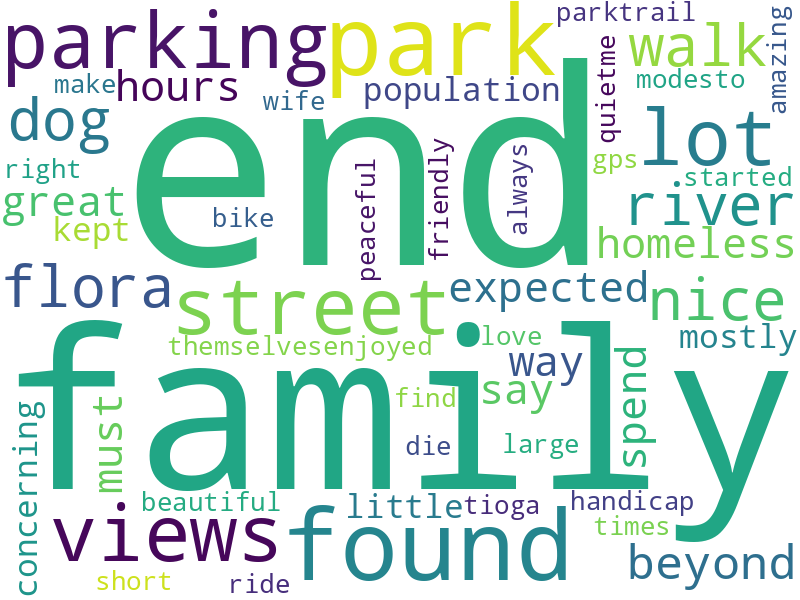 parktrail
parking
park
walk
amazing
make
hours
wife
population
quietme
modesto
dog
end
lot
right
peaceful
friendly
always
gps
started
great
bike
river
kept
homeless
flora
street
expected
nice
family
themselvesenjoyed
love
way
mostly
find
say
spend
concerning
must
die
large
beautiful
little
tioga
handicap
views
found
times
beyond
short
ride